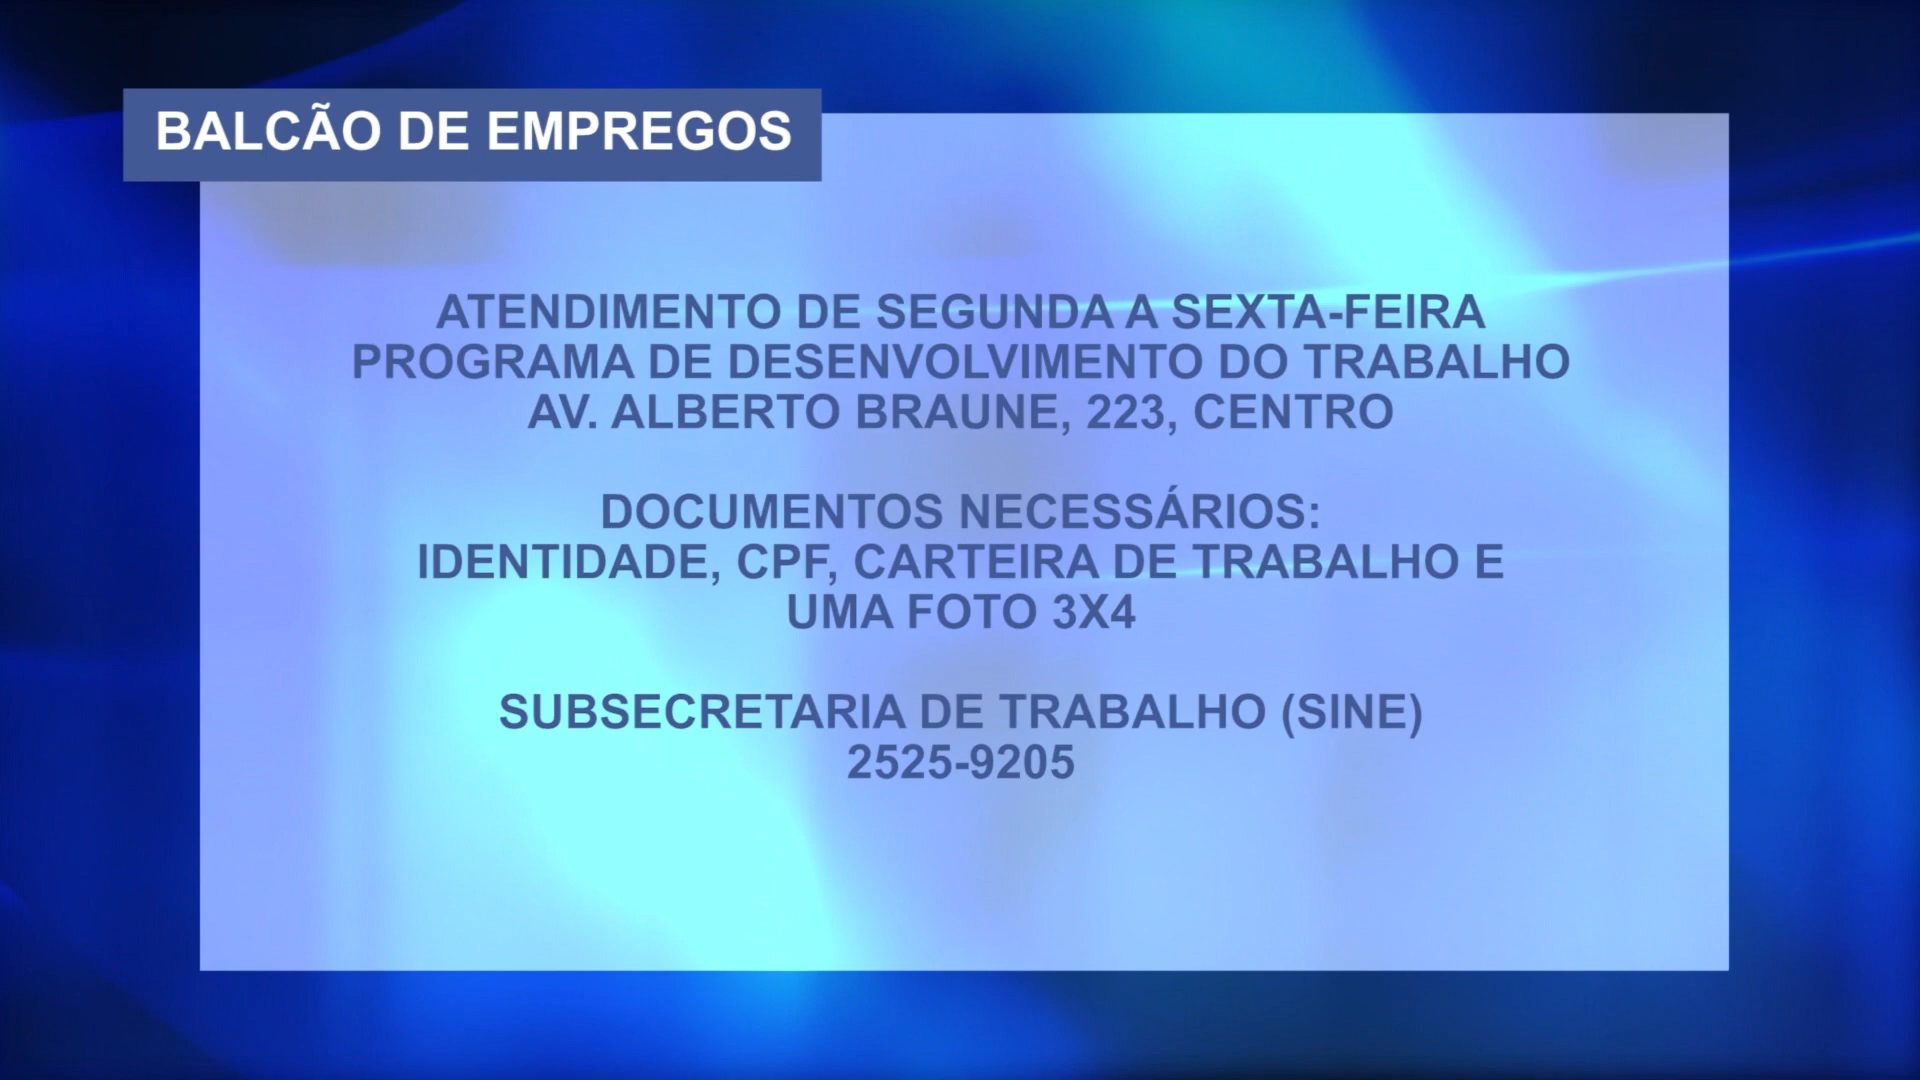 BALCÃO DE EMPREGOS
ATENDIMENTO DE SEGUNDA A SEXTA-FEIRA
PROGRAMA DE DESENVOLVIMENTO DO TRABALHO
AV. ALBERTO BRAUNE, 223, CENTRO
DOCUMENTOS NECESSÁRIOS:
IDENTIDADE, CPF, CARTEIRA DE TRABALHO E
UMA FOTO 3X4
SUBSECRETARIA DE TRABALHO (SINE)
2525-9205